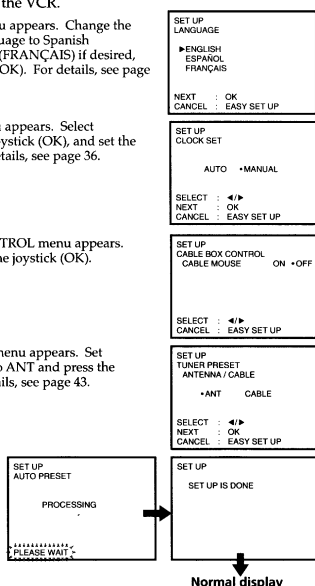 the VCR.
u appears. Change the
uage to Spanish
(FRANÇAIS) if desired,
OK). For details, see page
SET UP
LANGUAGE
▶ENGLISH
ESPAÑOL
FRANÇAIS
NEXT : OK
CANCEL : EASY SET UP
u appears. Select
oystick (OK), and set the
etails, see page 36.
SET UP
CLOCK SET
AUTO •MANUAL
SELECT : ◀/▶
NEXT : OK
CANCEL : EASY SET UP
TROL menu appears.
e joystick (OK).
SET UP
CABLE BOX CONTROL
CABLE MOUSE ON •OFF
SELECT : ◀/▶
CANCEL : EASY SET UP
menu appears. Set
o ANT and press the
ils, see page 43.
SET UP
TUNER PRESET
ANTENNA / CABLE
•ANT CABLE
SELECT : ◀/▶
NEXT : OK
CANCEL : EASY SET UP
SET UP
AUTO PRESET
PROCESSING
PLEASE WAIT
SET UP
SET UP IS DONE
Normal display